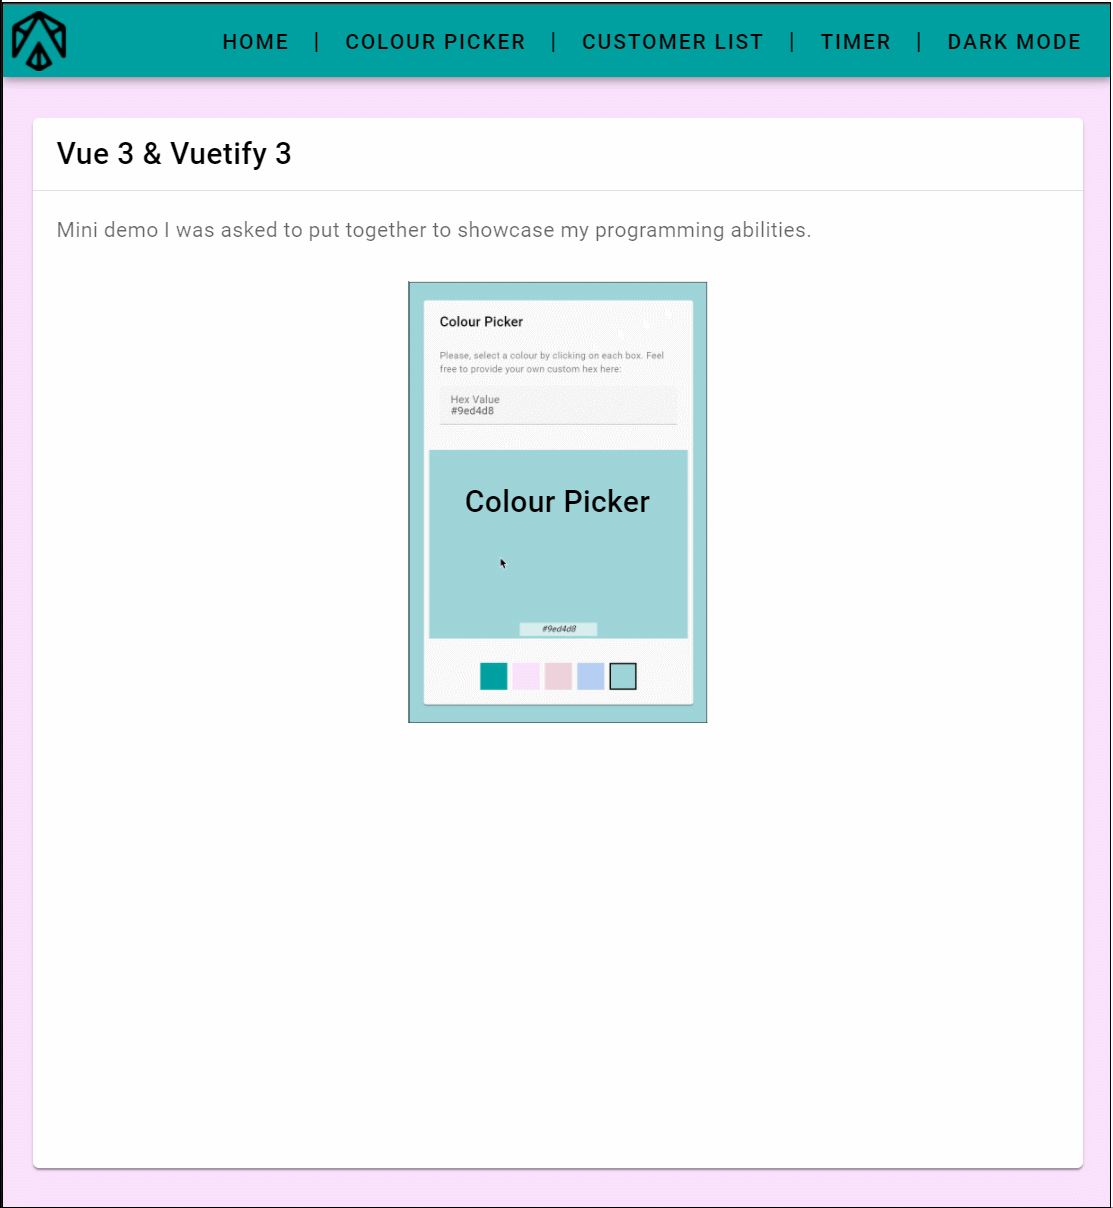 HOME | COLOUR PICKER | CUSTOMER LIST | TIMER | DARK MODE
Vue 3 & Vuetify 3
Mini demo I was asked to put together to showcase my programming abilities.
Colour Picker
Please, select a colour by clicking on each box. Feel
free to provide your own custom hex here:
Hex Value
#9ed4d8
Colour Picker
#9ed4d8